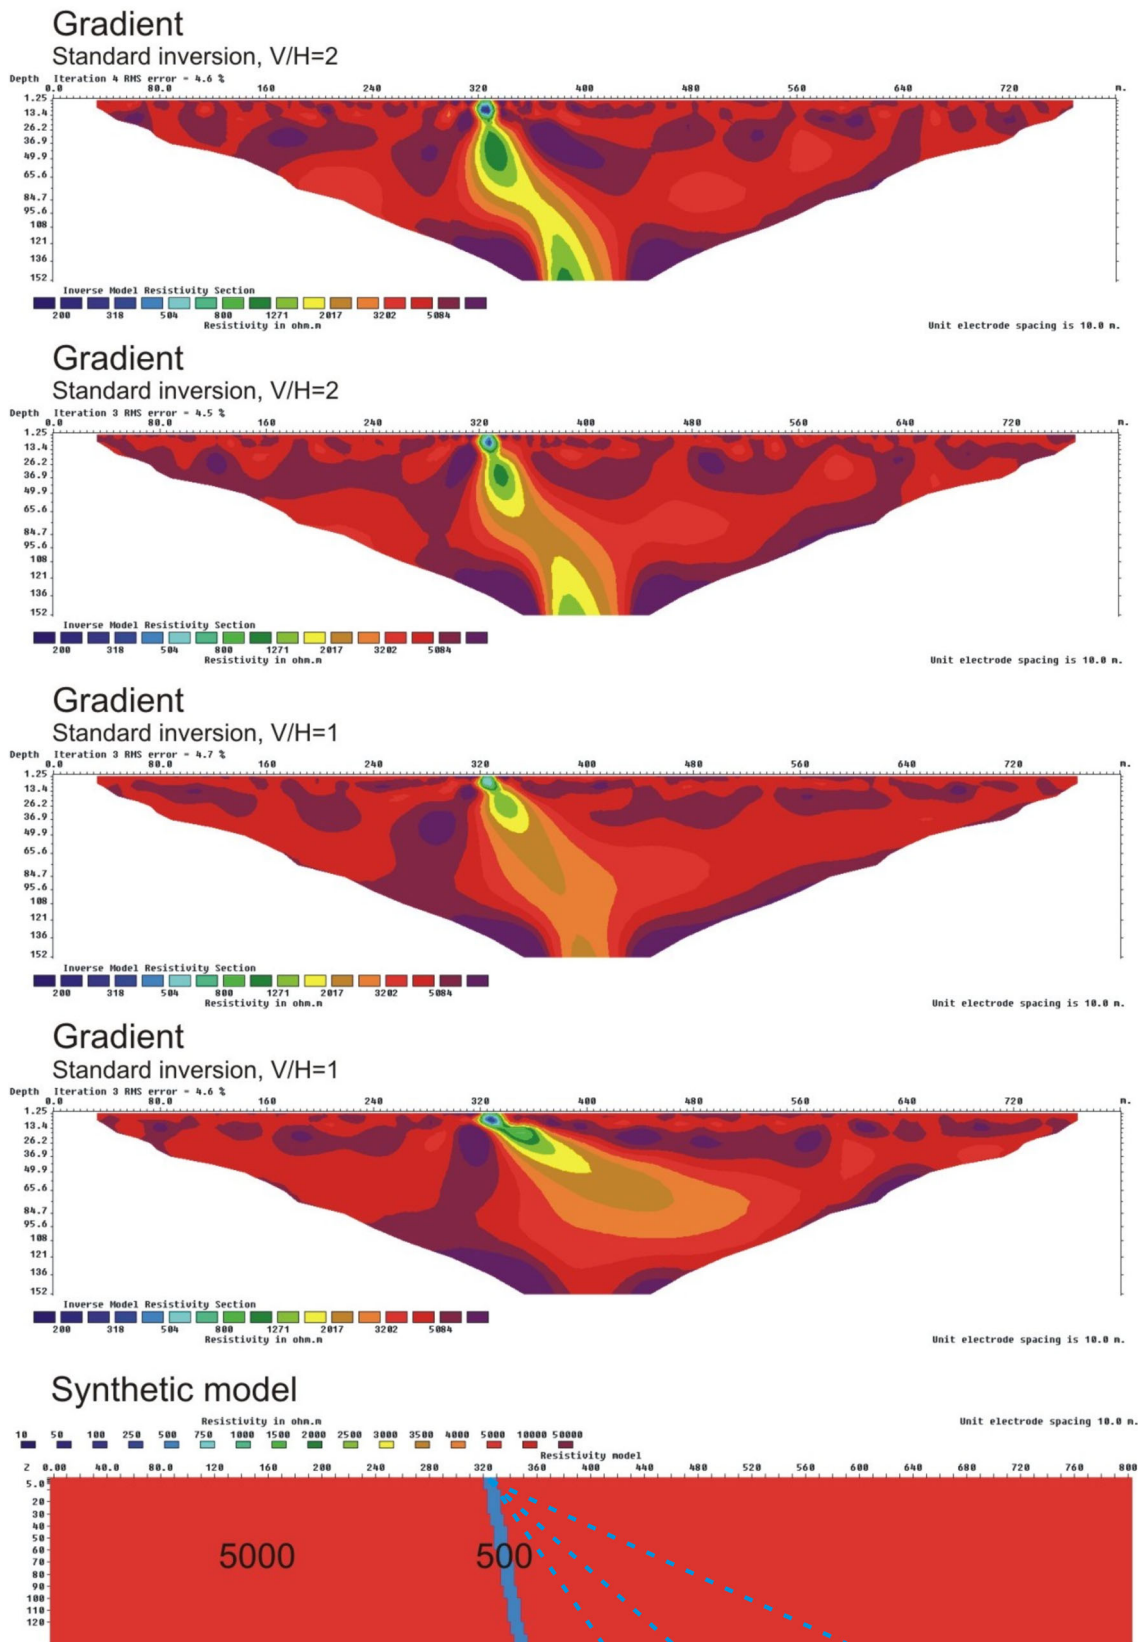 Gradient
Standard inversion, V/H=2
Depth Iteration 4 RMS error = 4.6 %
0.0 80.0 160 240 320 400 480 560 640 720 m.
1.25
13.4
26.2
36.9
49.9
65.6
84.7
95.6
108
121
136
152
Inverse Model Resistivity Section
200 318 504 800 1271 2017 3202 5084
Resistivity in ohm.m
Unit electrode spacing is 10.0 m.
Gradient
Standard inversion, V/H=2
Depth Iteration 3 RMS error = 4.5 %
0.0 80.0 160 240 320 400 480 560 640 720 m.
1.25
13.4
26.2
36.9
49.9
65.6
84.7
95.6
108
121
136
152
Inverse Model Resistivity Section
200 318 504 800 1271 2017 3202 5084
Resistivity in ohm.m
Unit electrode spacing is 10.0 m.
Gradient
Standard inversion, V/H=1
Depth Iteration 3 RMS error = 4.7 %
0.0 80.0 160 240 320 400 480 560 640 720 m.
1.25
13.4
26.2
36.9
49.9
65.6
84.7
95.6
108
121
136
152
Inverse Model Resistivity Section
200 318 504 800 1271 2017 3202 5084
Resistivity in ohm.m
Unit electrode spacing is 10.0 m.
Gradient
Standard inversion, V/H=1
Depth Iteration 3 RMS error = 4.6 %
0.0 80.0 160 240 320 400 480 560 640 720 m.
1.25
13.4
26.2
36.9
49.9
65.6
84.7
95.6
108
121
136
152
Inverse Model Resistivity Section
200 318 504 800 1271 2017 3202 5084
Resistivity in ohm.m
Unit electrode spacing is 10.0 m.
Synthetic model
Resistivity in ohm.m
Unit electrode spacing 10.0 m.
10 50 100 250 500 750 1000 1500 2000 2500 3000 3500 4000 5000 10000 50000
Resistivity model
Z 0.00 40.0 80.0 120 160 200 240 280 320 360 400 440 480 520 560 600 640 680 720 760 800
5.0
20
30
40
50
60
70
80
90
100
110
120
5000 500